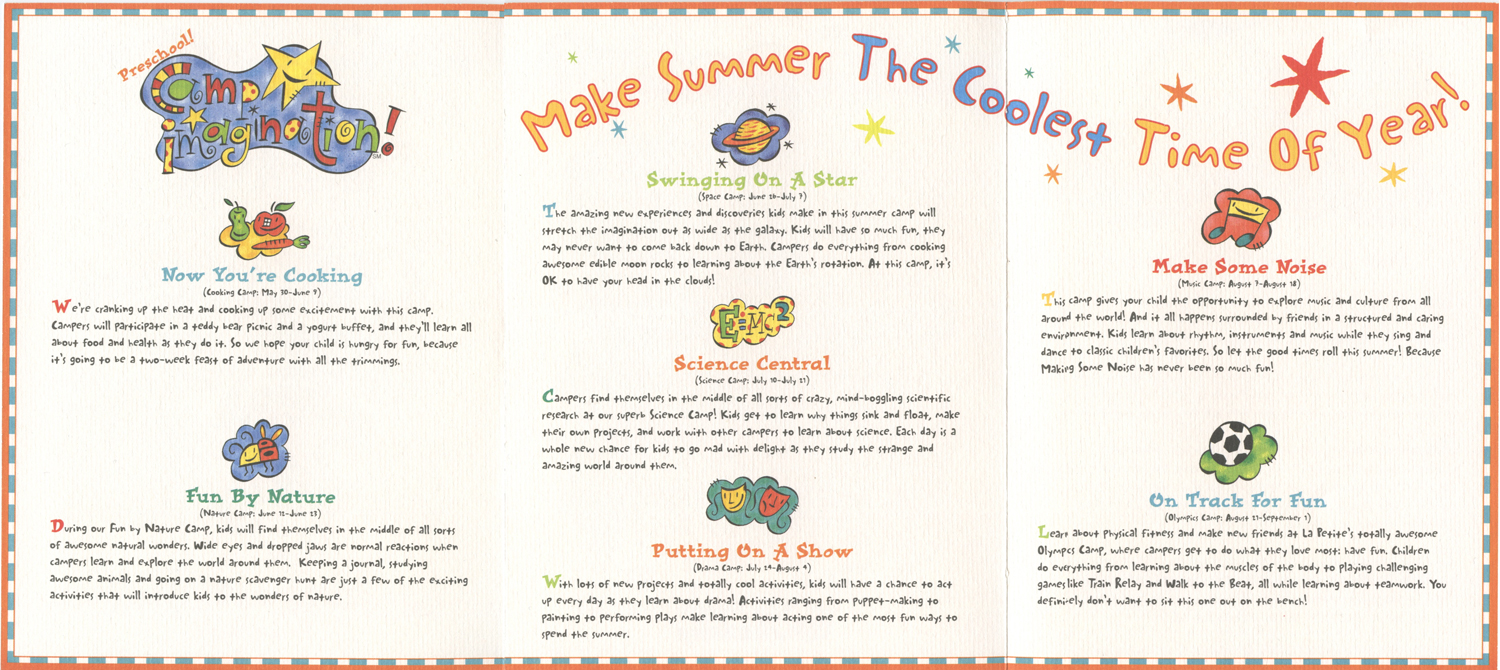 Preschool!
Camp
imagination!
SM
Now You're Cooking
(Cooking Camp: May 30-June 9)
We're cranking up the heat and cooking up some excitement with this camp.
Campers will participate in a teddy bear picnic and a yogurt buffet, and they'll learn all
about food and health as they do it. So we hope your child is hungry for fun, because
it's going to be a two-week feast of adventure with all the trimmings.
Fun By Nature
(Nature Camp: June 12-June 23)
During our Fun by Nature Camp, kids will find themselves in the middle of all sorts
of awesome natural wonders. Wide eyes and dropped jaws are normal reactions when
campers learn and explore the world around them. Keeping a journal, studying
awesome animals and going on a nature scavenger hunt are just a few of the exciting
activities that will introduce kids to the wonders of nature.
Make Summer The Coolest Time Of Year!
Swinging On A Star
(Space Camp: June 26-July 7)
The amazing new experiences and discoveries kids make in this summer camp will
stretch the imagination out as wide as the galaxy. Kids will have so much fun, they
may never want to come back down to Earth. Campers do everything from cooking
awesome edible moon rocks to learning about the Earth's rotation. At this camp, it's
OK to have your head in the clouds!
E=MC2
Science Central
(Science Camp: July 10-July 21)
Campers find themselves in the middle of all sorts of crazy, mind-boggling scientific
research at our superb Science Camp! Kids get to learn why things sink and float, make
their own projects, and work with other campers to learn about science. Each day is a
whole new chance for kids to go mad with delight as they study the strange and
amazing world around them.
Putting On A Show
(Drama Camp: July 24-August 4)
With lots of new projects and totally cool activities, kids will have a chance to act
up every day as they learn about drama! Activities ranging from puppet-making to
painting to performing plays make learning about acting one of the most fun ways to
spend the summer.
Make Some Noise
(Music Camp: August 7-August 18)
This camp gives your child the opportunity to explore music and culture from all
around the world! And it all happens surrounded by friends in a structured and caring
environment. Kids learn about rhythm, instruments and music while they sing and
dance to classic children's favorites. So let the good times roll this summer! Because
Making Some Noise has never been so much fun!
On Track For Fun
(Olympics Camp: August 21-September 1)
Learn about physical fitness and make new friends at La Petite's totally awesome
Olympcs Camp, where campers get to do what they love most: have fun. Children
do everything from learning about the muscles of the body to playing challenging
games like Train Relay and Walk to the Beat, all while learning about teamwork. You
definitely don't want to sit this one out on the bench!